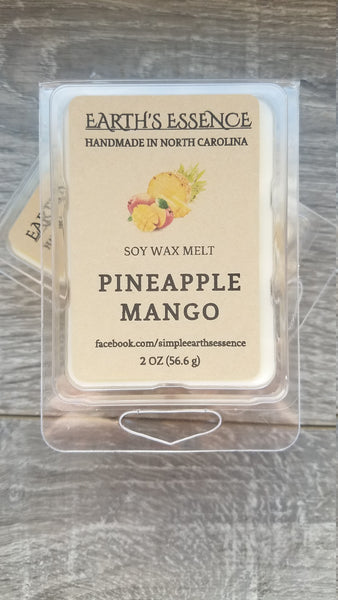 EARTH'S ESSENCE
HANDMADE IN NORTH CAROLINA
SOY WAX MELT
PINEAPPLE
MANGO
facebook.com/simpleearthsessence
2 OZ (56.6 g)